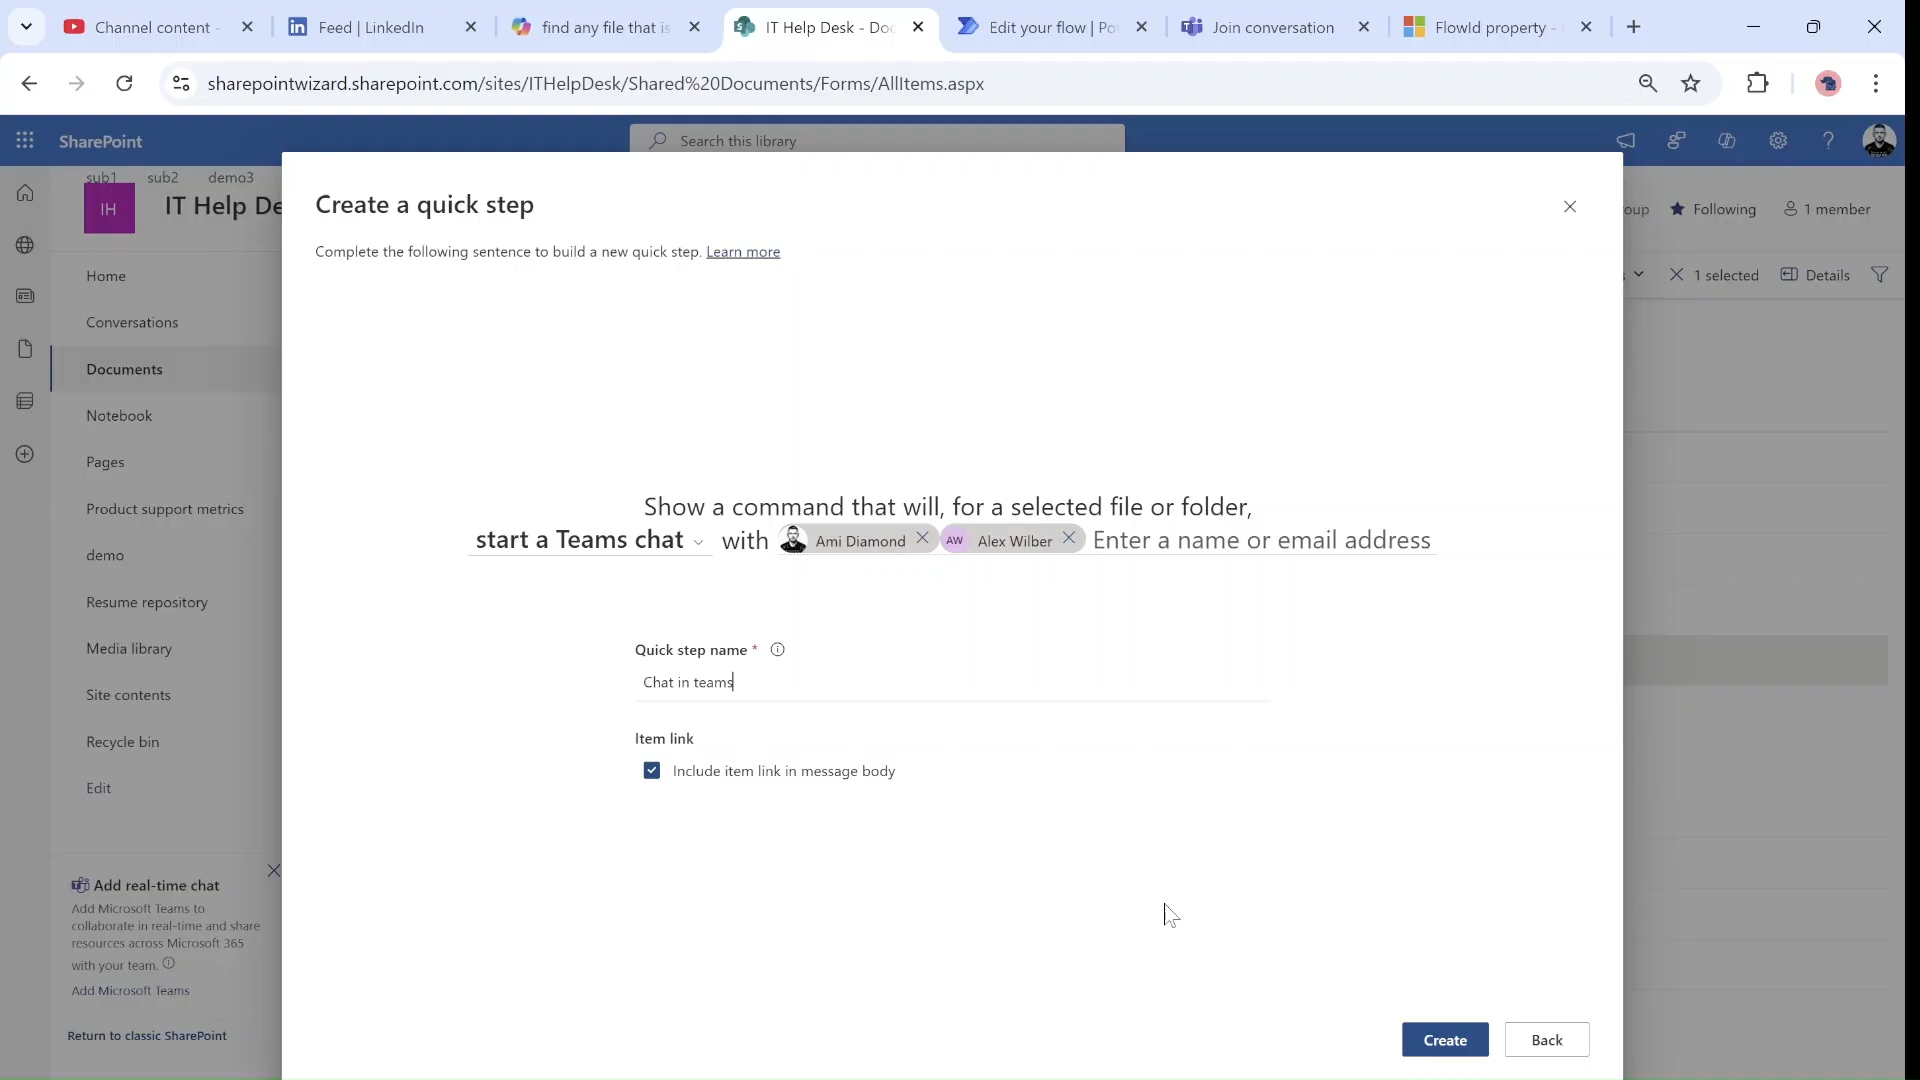 Channel content -
Feed | LinkedIn
find any file that is
IT Help Desk - Doc
Edit your flow | Po
Join conversation
FlowId property -
sharepointwizard.sharepoint.com/sites/ITHelpDesk/Shared%20Documents/Forms/AllItems.aspx
SharePoint
Search this library
sub1 sub2 demo3
IH IT Help De
Following 1 member
1 selected Details
Home
Conversations
Documents
Notebook
Pages
Product support metrics
demo
Resume repository
Media library
Site contents
Recycle bin
Edit
Add real-time chat
Add Microsoft Teams to
collaborate in real-time and share
resources across Microsoft 365
with your team.
Add Microsoft Teams
Return to classic SharePoint
Create a quick step
Complete the following sentence to build a new quick step. Learn more
Show a command that will, for a selected file or folder,
start a Teams chat with Ami Diamond AW Alex Wilber Enter a name or email address
Quick step name *
Chat in teams
Item link
Include item link in message body
Create Back